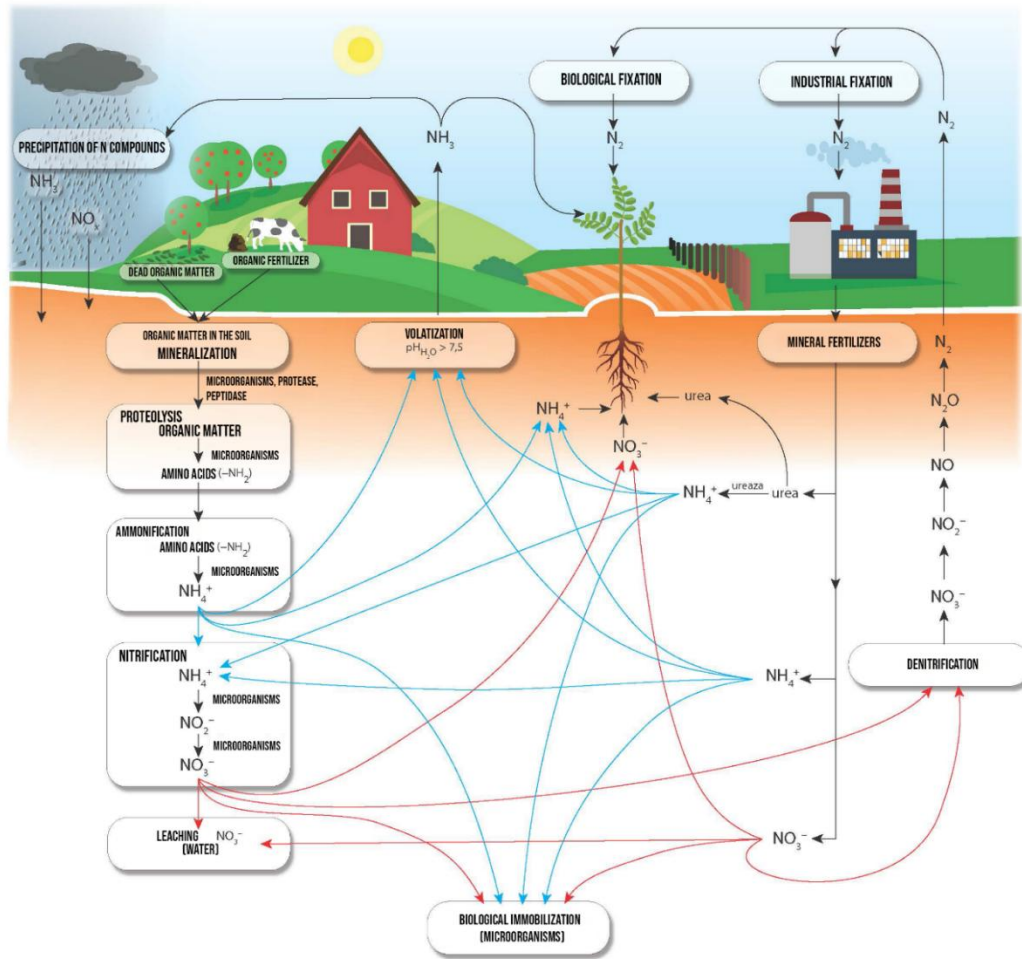 BIOLOGICAL FIXATION
INDUSTRIAL FIXATION
N₂
N₂
N₂
NH₃
PRECIPITATION OF N COMPOUNDS
NH₃
NOₓ
DEAD ORGANIC MATTER
ORGANIC FERTILIZER
ORGANIC MATTER IN THE SOIL
MINERALIZATION
VOLATIZATION
pH H₂O > 7,5
MINERAL FERTILIZERS
MICROORGANISMS, PROTEASE,
PEPTIDASE
PROTEOLYSIS
ORGANIC MATTER
MICROORGANISMS
AMINO ACIDS (–NH₂)
AMMONIFICATION
AMINO ACIDS (–NH₂)
MICROORGANISMS
NH₄⁺
NITRIFICATION
NH₄⁺
MICROORGANISMS
NO₂⁻
MICROORGANISMS
NO₃⁻
LEACHING NO₃⁻
(WATER)
NH₄⁺
urea
NO₃⁻
NH₄⁺
ureaza
urea
NH₄⁺
NO₃⁻
N₂
N₂O
NO
NO₂⁻
NO₃⁻
DENITRIFICATION
BIOLOGICAL IMMOBILIZATION
(MICROORGANISMS)